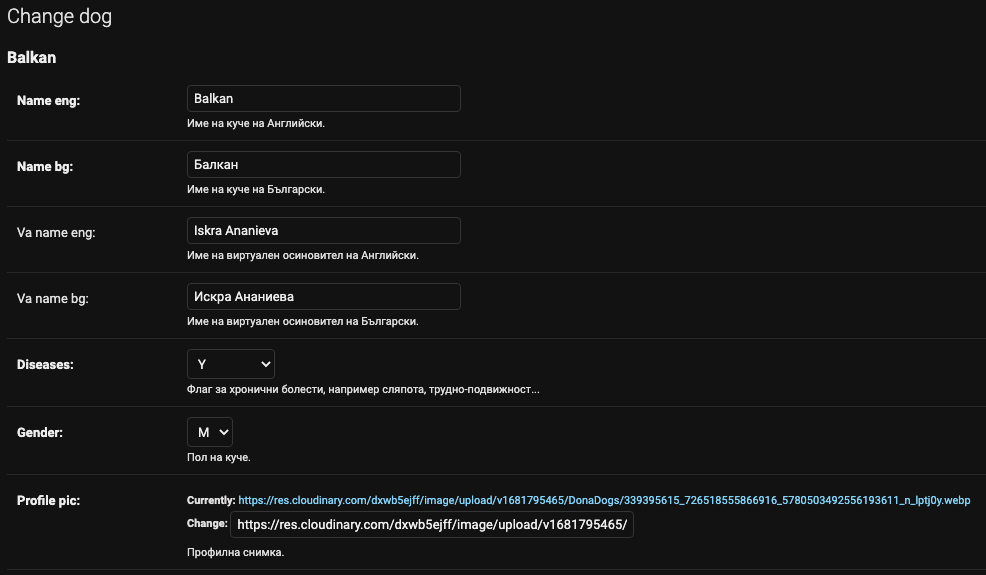 Change dog
Balkan
Name eng:
Balkan
Име на куче на Английски.
Name bg:
Балкан
Име на куче на Български.
Va name eng:
Iskra Ananieva
Име на виртуален осиновител на Английски.
Va name bg:
Искра Ананиева
Име на виртуален осиновител на Български.
Diseases:
Y
Флаг за хронични болести, например сляпота, трудно-подвижност...
Gender:
M
Пол на куче.
Profile pic:
Currently: https://res.cloudinary.com/dxwb5ejff/image/upload/v1681795465/DonaDogs/339395615_726518555866916_5780503492556193611_n_lptj0y.webp
Change: https://res.cloudinary.com/dxwb5ejff/image/upload/v1681795465/
Профилна снимка.